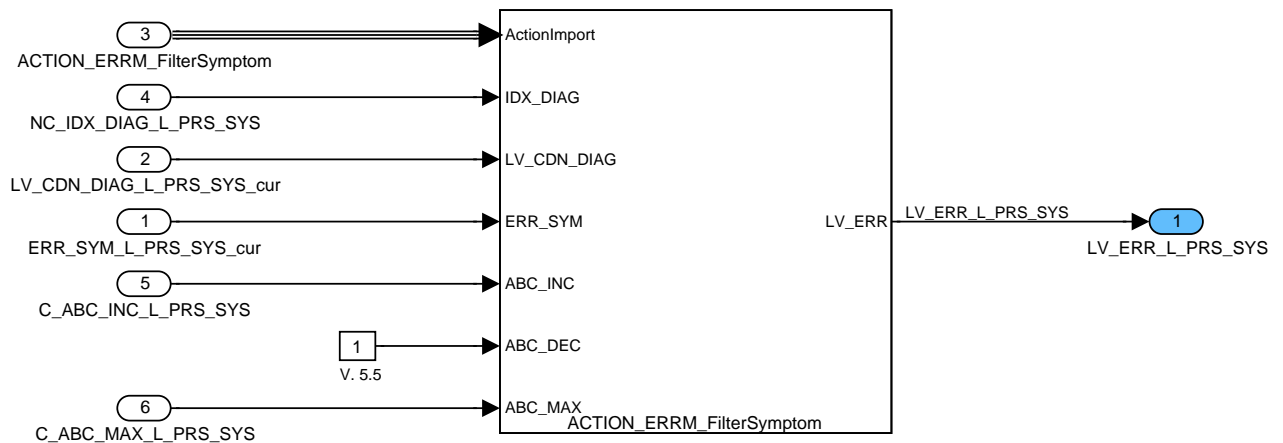 3
ActionImport
ACTION_ERRM_FilterSymptom
4
IDX_DIAG
NC_IDX_DIAG_L_PRS_SYS
2
LV_CDN_DIAG
LV_CDN_DIAG_L_PRS_SYS_cur
1
ERR_SYM
LV_ERR
LV_ERR_L_PRS_SYS
1
ERR_SYM_L_PRS_SYS_cur
LV_ERR_L_PRS_SYS
5
ABC_INC
C_ABC_INC_L_PRS_SYS
1
ABC_DEC
V. 5.5
6
ABC_MAX
ACTION_ERRM_FilterSymptom
C_ABC_MAX_L_PRS_SYS